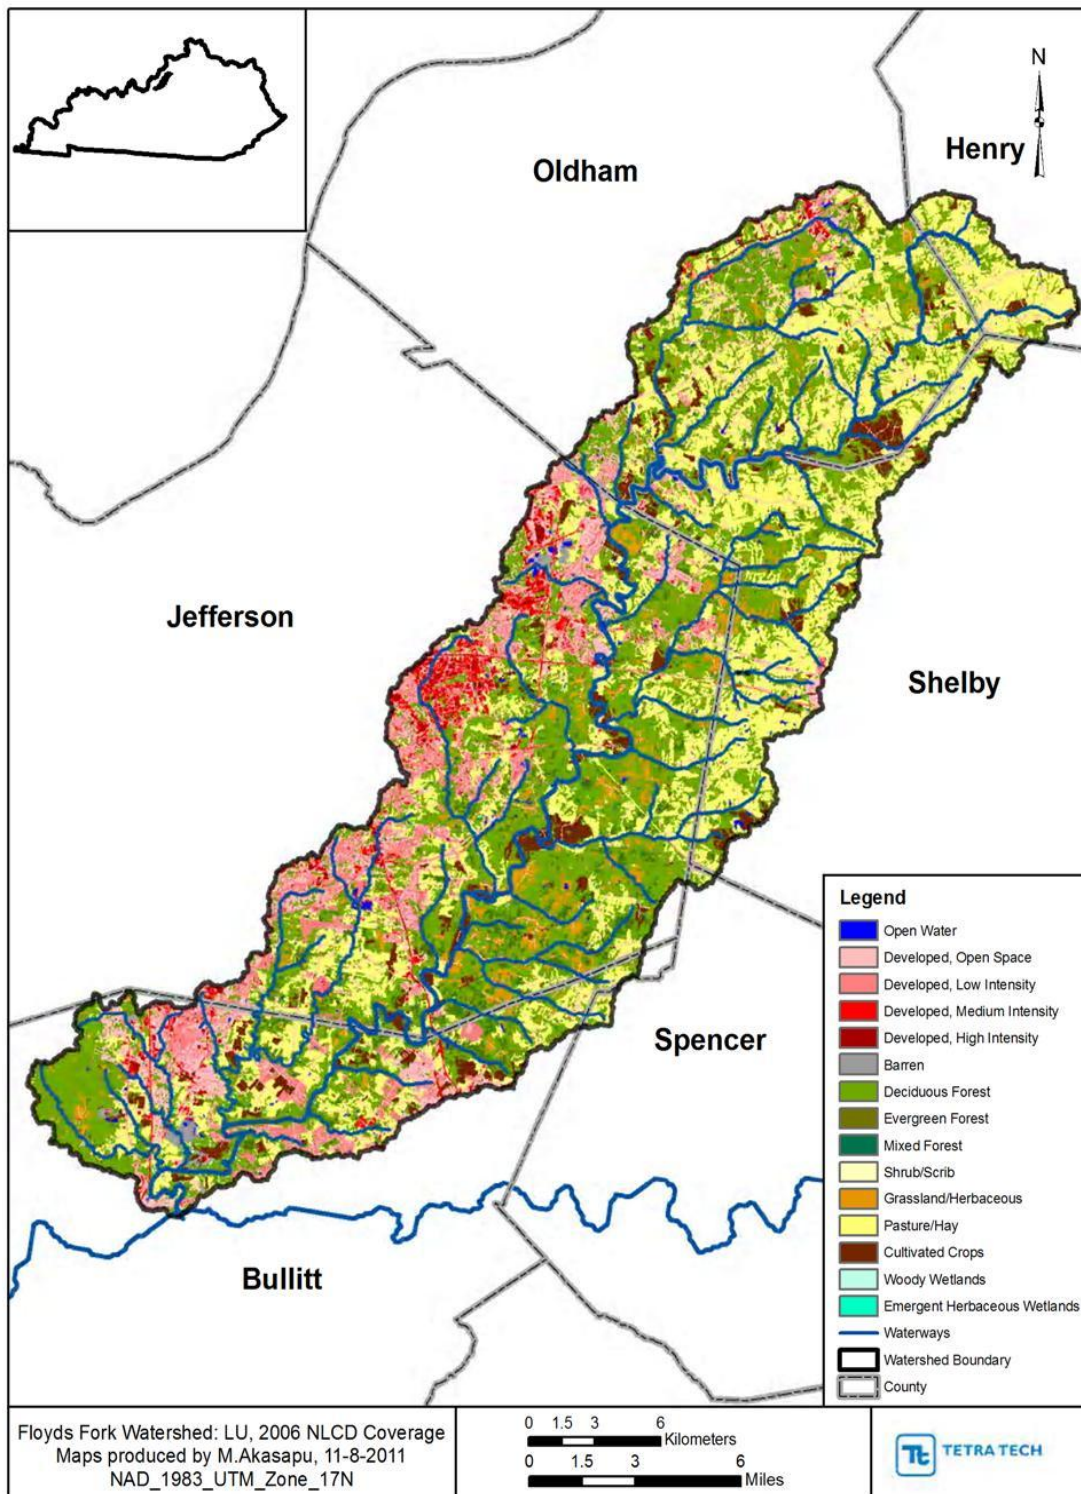 N
Henry
Oldham
Jefferson
Shelby
Spencer
Bullitt
Legend
Open Water
Developed, Open Space
Developed, Low Intensity
Developed, Medium Intensity
Developed, High Intensity
Barren
Deciduous Forest
Evergreen Forest
Mixed Forest
Shrub/Scrib
Grassland/Herbaceous
Pasture/Hay
Cultivated Crops
Woody Wetlands
Emergent Herbaceous Wetlands
Waterways
Watershed Boundary
County
Floyds Fork Watershed: LU, 2006 NLCD Coverage
Maps produced by M.Akasapu, 11-8-2011
NAD_1983_UTM_Zone_17N
0 1.5 3 6
Kilometers
0 1.5 3 6
Miles
Tt TETRA TECH